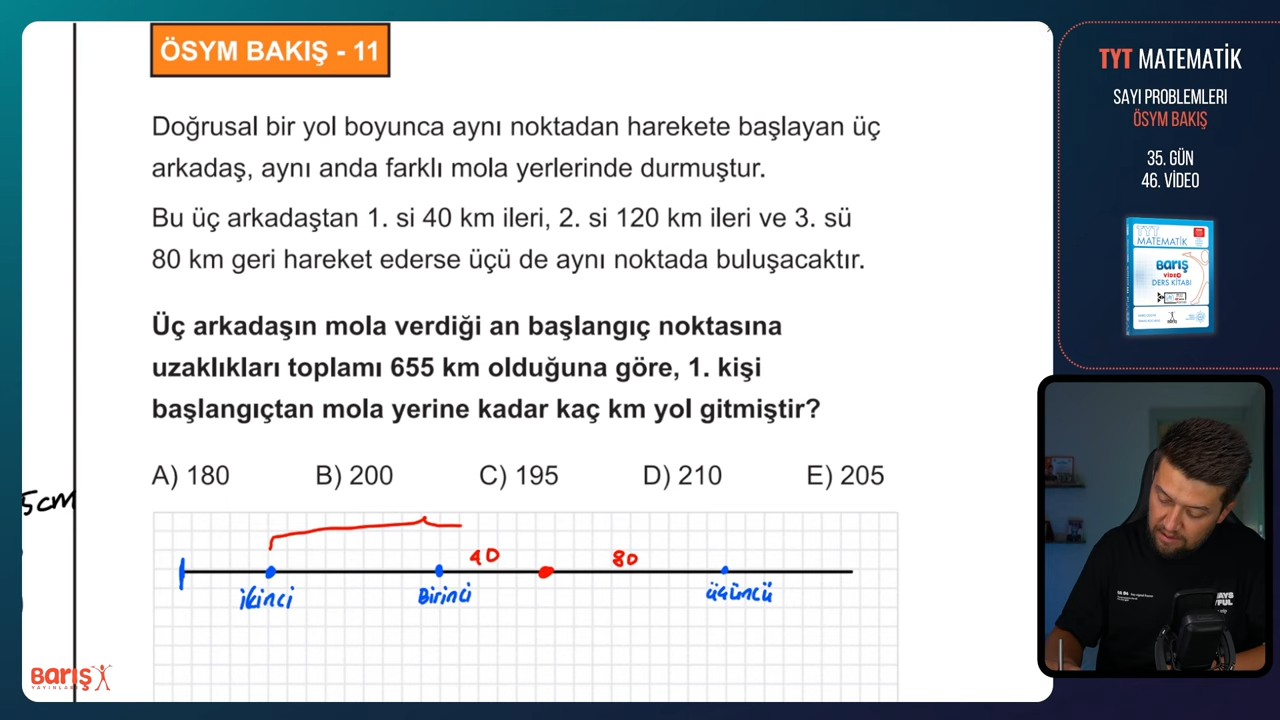 ÖSYM BAKIŞ - 11
Doğrusal bir yol boyunca aynı noktadan harekete başlayan üç
arkadaş, aynı anda farklı mola yerlerinde durmuştur.
Bu üç arkadaştan 1. si 40 km ileri, 2. si 120 km ileri ve 3. sü
80 km geri hareket ederse üçü de aynı noktada buluşacaktır.
Üç arkadaşın mola verdiği an başlangıç noktasına
uzaklıkları toplamı 655 km olduğuna göre, 1. kişi
başlangıçtan mola yerine kadar kaç km yol gitmiştir?
A) 180 B) 200 C) 195 D) 210 E) 205
5cm
40 80
ikinci Birinci üçüncü
Barış
YAYINLARI
TYT MATEMATİK
SAYI PROBLEMLERI
ÖSYM BAKIŞ
35. GÜN
46. VİDEO
TYT
MATEMATİK
Barış
VİDEO
DERS KİTABI